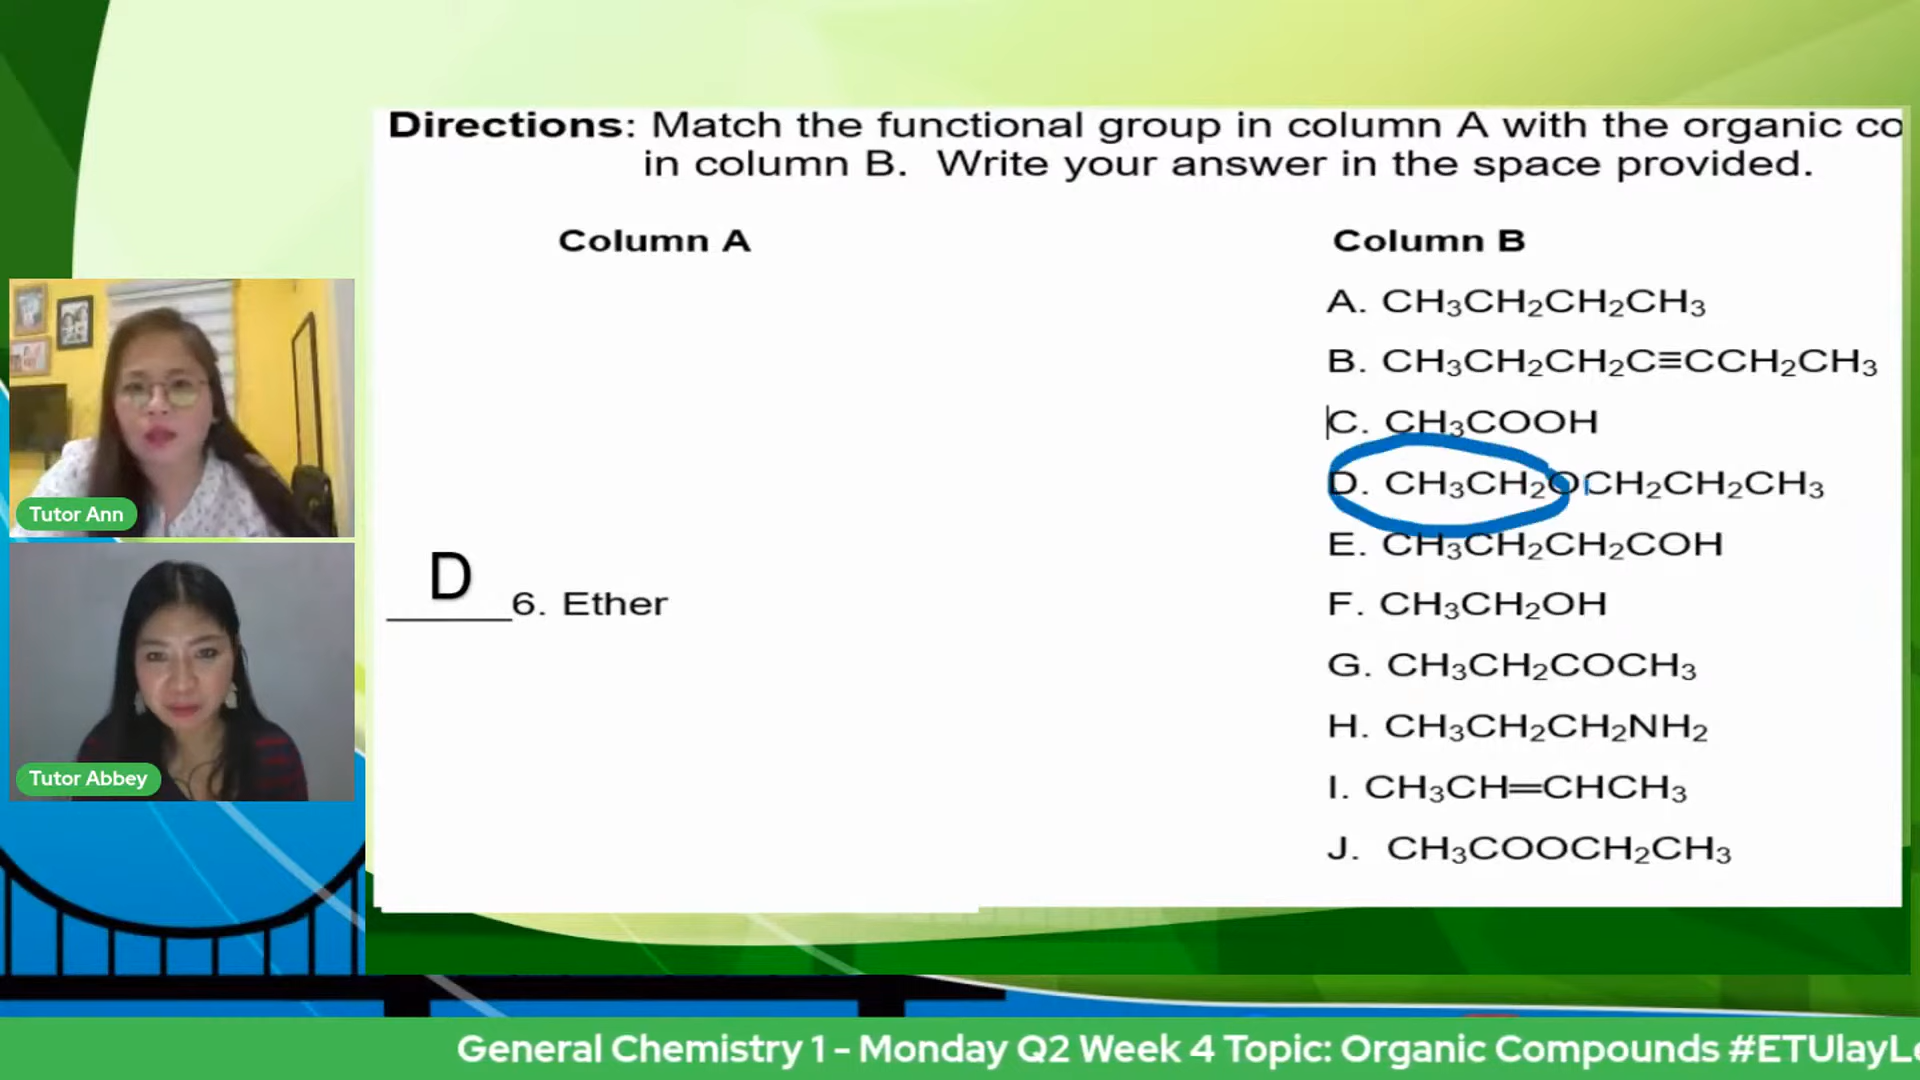 Directions: Match the functional group in column A with the organic co
in column B. Write your answer in the space provided.
Column A
Column B
A. CH₃CH₂CH₂CH₃
B. CH₃CH₂CH₂C≡CCH₂CH₃
C. CH₃COOH
D. CH₃CH₂OCH₂CH₂CH₃
E. CH₃CH₂CH₂COH
D
______6. Ether
F. CH₃CH₂OH
G. CH₃CH₂COCH₃
H. CH₃CH₂CH₂NH₂
I. CH₃CH=CHCH₃
J. CH₃COOCH₂CH₃
Tutor Ann
Tutor Abbey
General Chemistry 1 - Monday Q2 Week 4 Topic: Organic Compounds #ETUlayLe